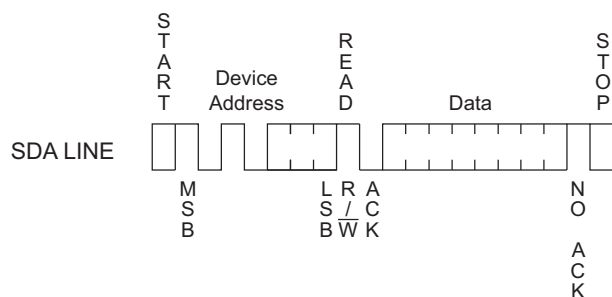 START
Device
Address
READ
Data
STOP
SDA LINE
MSB
LSB
R/W
ACK
NO ACK